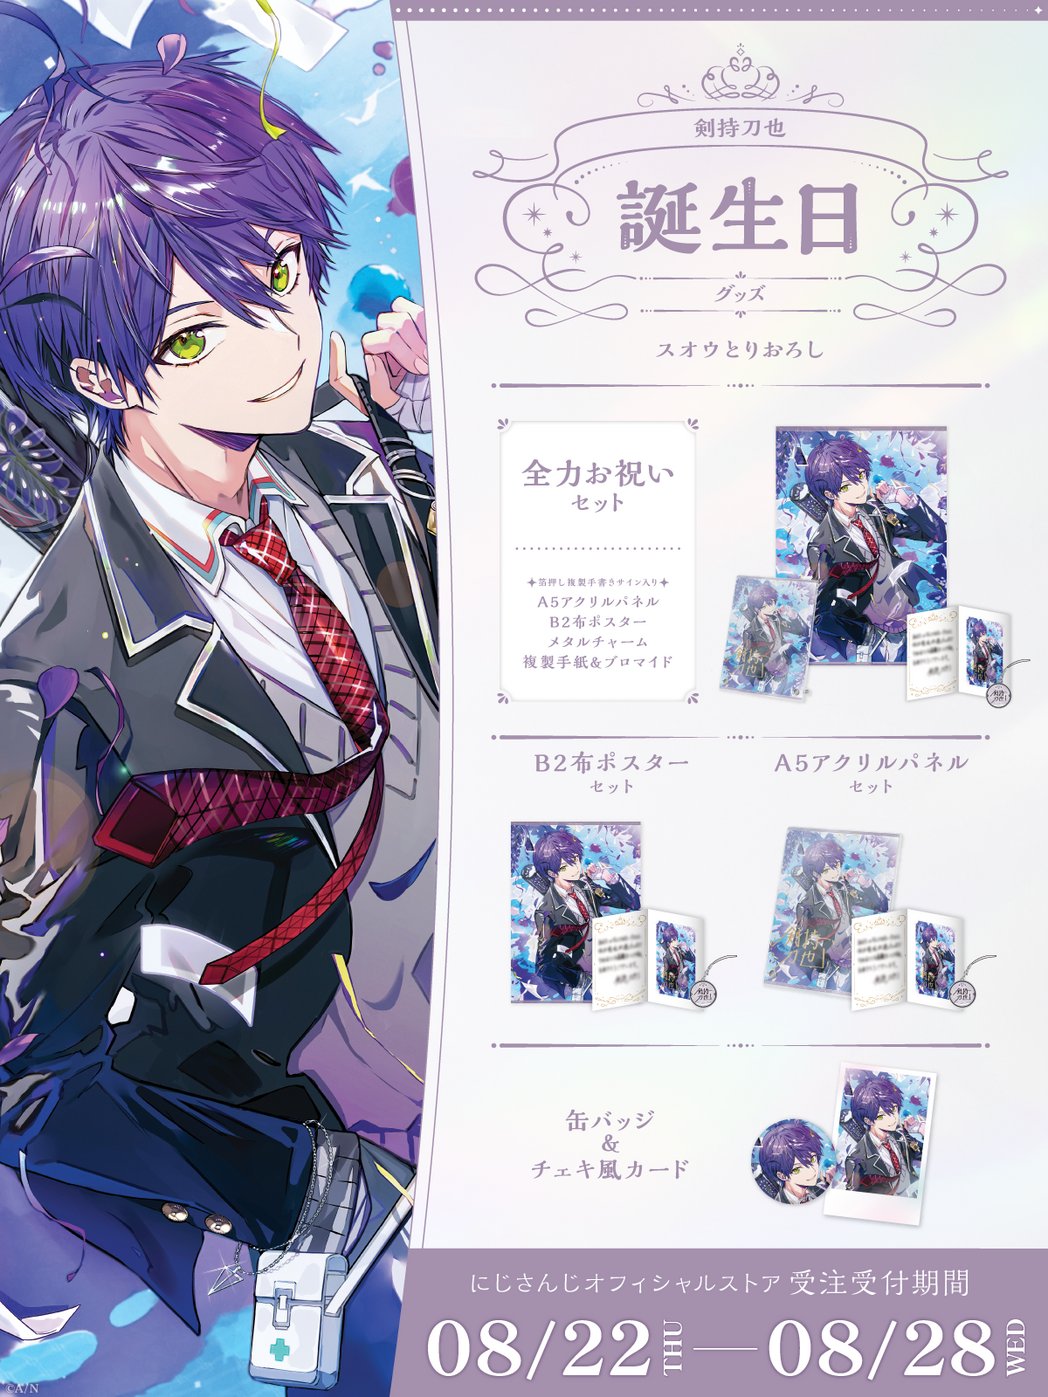 剣持刀也
誕生日
グッズ
スオウとりおろし
全力お祝い
セット
箔押し複製手書きサイン入り
A5アクリルパネル
B2布ポスター
メタルチャーム
複製手紙&ブロマイド
B2布ポスター
セット
A5アクリルパネル
セット
缶バッジ
&
チェキ風カード
にじさんじオフィシャルストア 受注受付期間
08/22 THU — 08/28 WED
©A/N